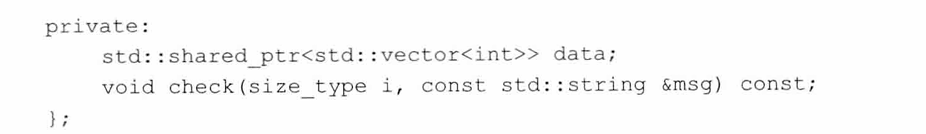 private:
    std::shared_ptr<std::vector<int>> data;
    void check(size_type i, const std::string &msg) const;
};